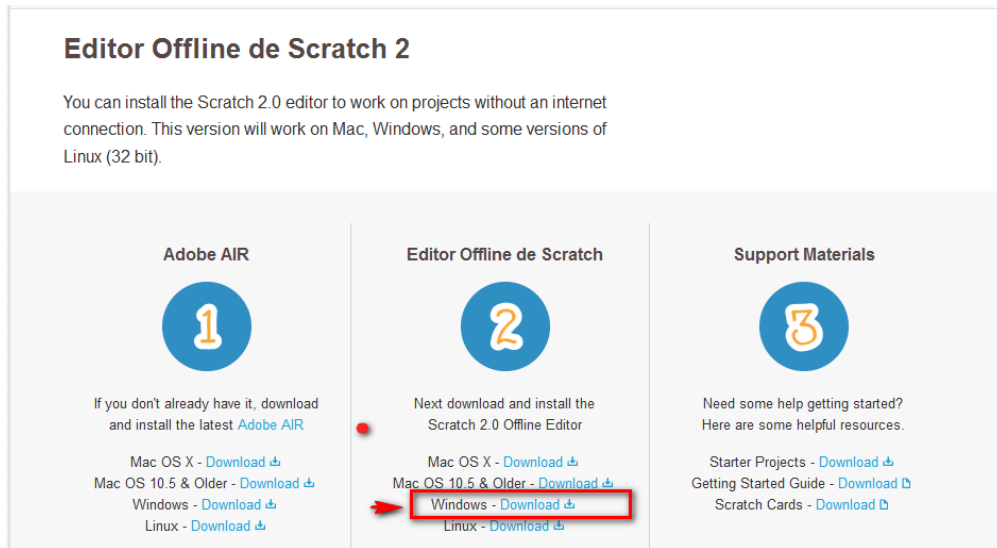 Editor Offline de Scratch 2
You can install the Scratch 2.0 editor to work on projects without an internet
connection. This version will work on Mac, Windows, and some versions of
Linux (32 bit).
Adobe AIR
1
If you don't already have it, download
and install the latest Adobe AIR
Mac OS X - Download
Mac OS 10.5 & Older - Download
Windows - Download
Linux - Download
Editor Offline de Scratch
2
Next download and install the
Scratch 2.0 Offline Editor
Mac OS X - Download
Mac OS 10.5 & Older - Download
Windows - Download
Linux - Download
Support Materials
3
Need some help getting started?
Here are some helpful resources.
Starter Projects - Download
Getting Started Guide - Download
Scratch Cards - Download